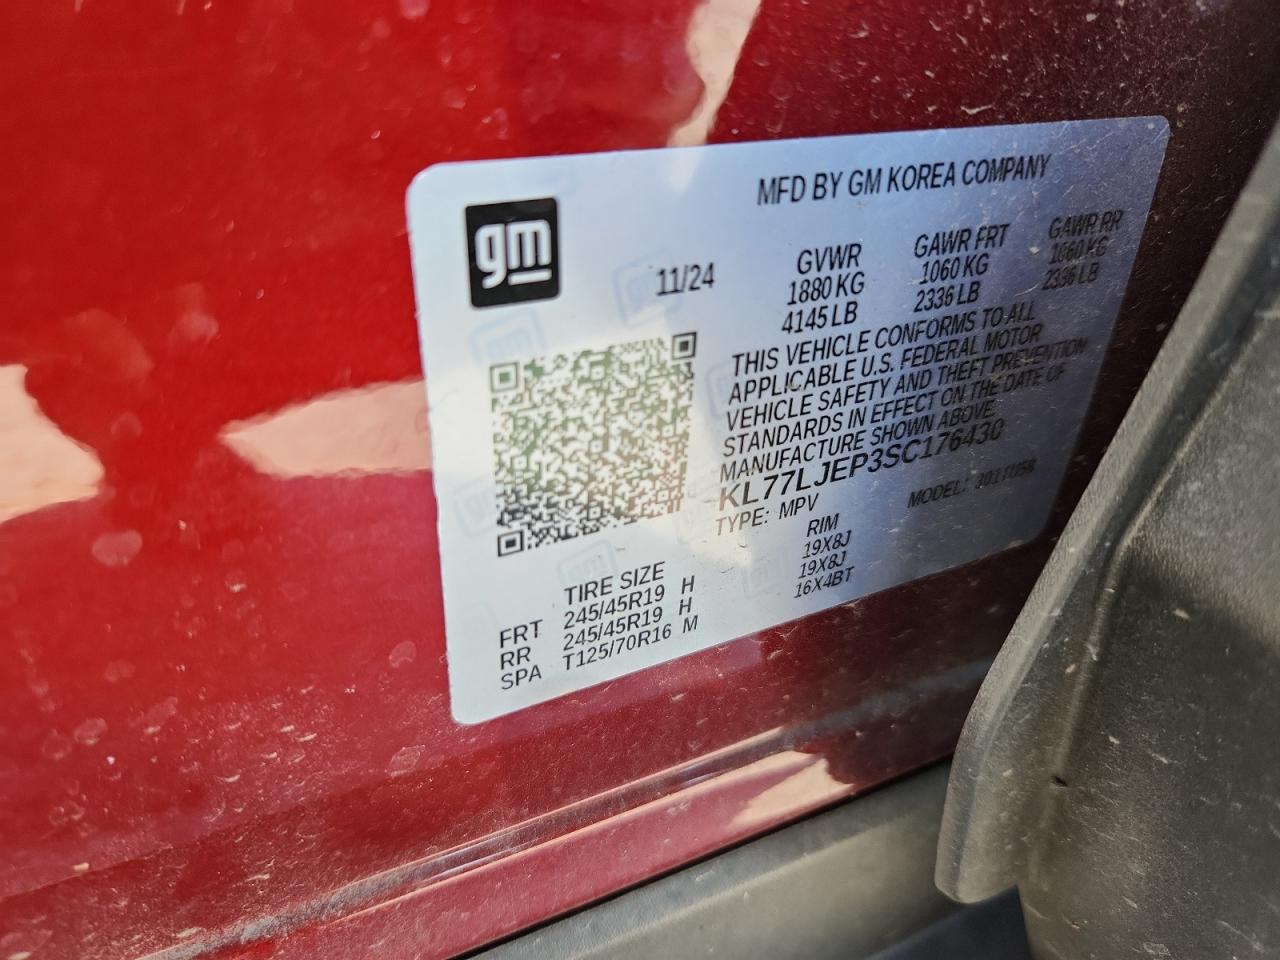 gm
MFD BY GM KOREA COMPANY
11/24
GVWR GAWR FRT GAWR RR
1880 KG 1060 KG 1060 KG
4145 LB 2336 LB 2336 LB
THIS VEHICLE CONFORMS TO ALL
APPLICABLE U.S. FEDERAL MOTOR
VEHICLE SAFETY AND THEFT PREVENTION
STANDARDS IN EFFECT ON THE DATE OF
MANUFACTURE SHOWN ABOVE.
KL77LJEP3SC176430
TYPE: MPV MODEL:
TIRE SIZE RIM
FRT 245/45R19 H 19X8J
RR 245/45R19 H 19X8J
SPA T125/70R16 M 16X4BT